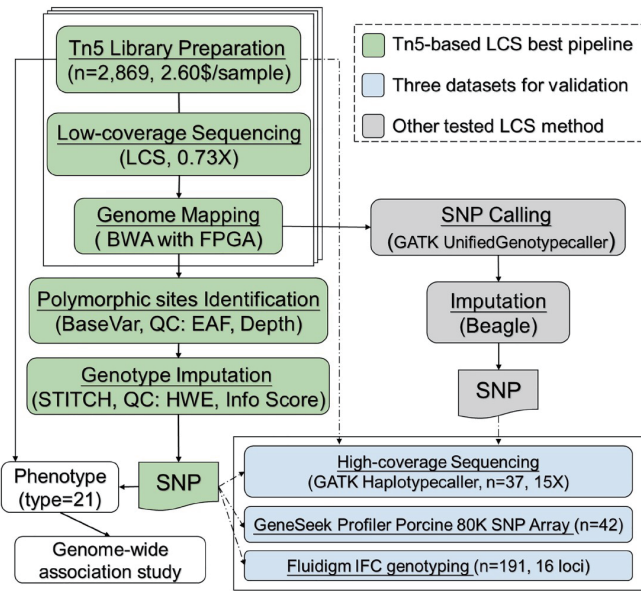 Tn5 Library Preparation
(n=2,869, 2.60$/sample)
Low-coverage Sequencing
(LCS, 0.73X)
Genome Mapping
( BWA with FPGA)
Polymorphic sites Identification
(BaseVar, QC: EAF, Depth)
Genotype Imputation
(STITCH, QC: HWE, Info Score)
Phenotype
(type=21)
SNP
Genome-wide
association study
Tn5-based LCS best pipeline
Three datasets for validation
Other tested LCS method
SNP Calling
(GATK UnifiedGenotypecaller)
Imputation
(Beagle)
SNP
High-coverage Sequencing
(GATK Haplotypecaller, n=37, 15X)
GeneSeek Profiler Porcine 80K SNP Array (n=42)
Fluidigm IFC genotyping (n=191, 16 loci)